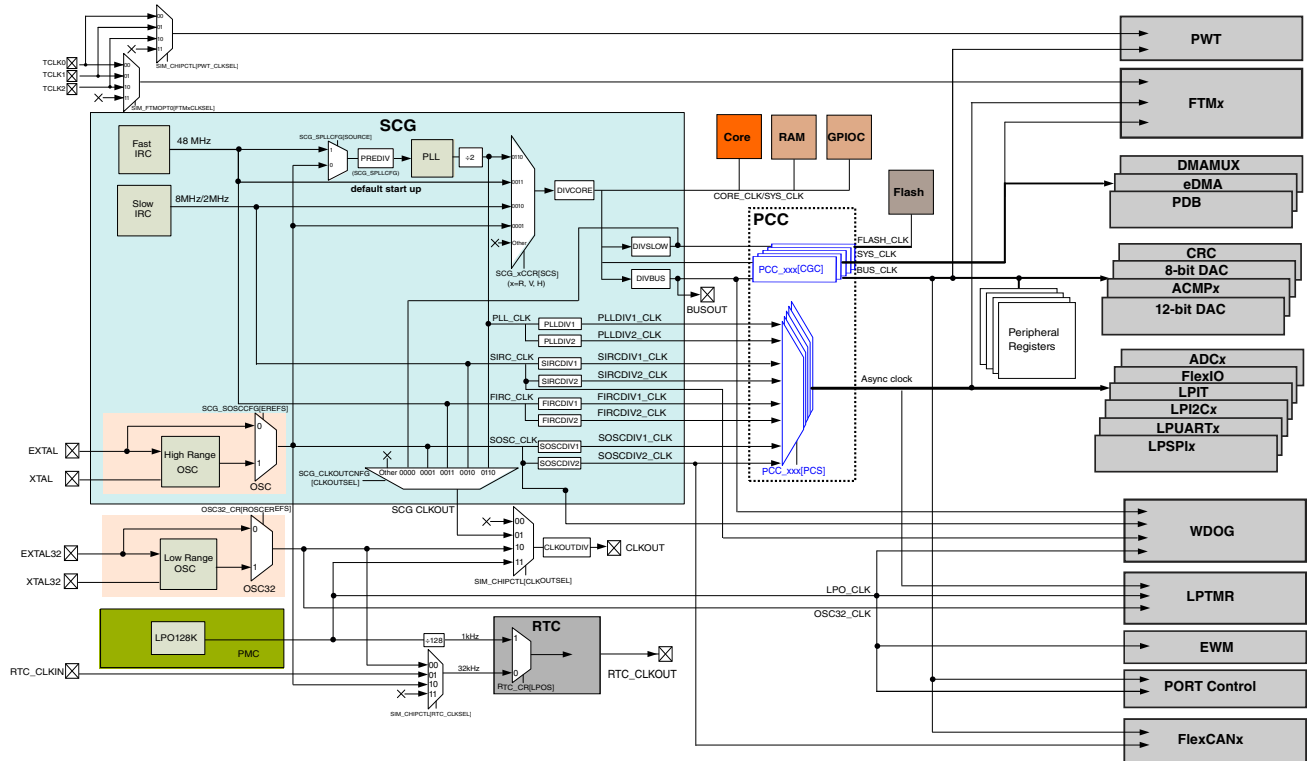 00
01
10
11
SIM_CHIPCTL[PWT_CLKSEL]
TCLK0
TCLK1
TCLK2
00
01
10
11
SIM_FTMOPT0[FTMxCLKSEL]
PWT
FTMx
SCG
Fast
IRC
48 MHz
SCG_SPLLCFG[SOURCE]
1
0
PREDIV
(SCG_SPLLCFG)
PLL
÷2
default start up
Slow
IRC
8MHz/2MHz
0110
0011
0010
0001
Other
SCG_xCCR[SCS]
(x=R, V, H)
DIVCORE
DIVSLOW
DIVBUS
BUSOUT
Core
RAM
GPIOC
CORE_CLK/SYS_CLK
Flash
PCC
FLASH_CLK
SYS_CLK
BUS_CLK
PCC_xxx[CGC]
DMAMUX
eDMA
PDB
CRC
8-bit DAC
ACMPx
12-bit DAC
Peripheral
Registers
PLL_CLK
PLLDIV1
PLLDIV1_CLK
PLLDIV2
PLLDIV2_CLK
SIRC_CLK
SIRCDIV1
SIRCDIV1_CLK
SIRCDIV2
SIRCDIV2_CLK
FIRC_CLK
FIRCDIV1
FIRCDIV1_CLK
FIRCDIV2
FIRCDIV2_CLK
SOSC_CLK
SOSCDIV1
SOSCDIV1_CLK
SOSCDIV2
SOSCDIV2_CLK
PCC_xxx[PCS]
Async clock
ADCx
FlexIO
LPIT
LPI2Cx
LPUARTx
LPSPIx
SCG_SOSCCFG[EREFS]
EXTAL
XTAL
High Range
OSC
0
1
OSC
SCG_CLKOUTCNFG
[CLKOUTSEL]
Other 0000 0001 0011 0010 0110
SCG CLKOUT
OSC32_CR[ROSCEREFS]
EXTAL32
XTAL32
Low Range
OSC
0
1
OSC32
00
01
10
11
SIM_CHIPCTL[CLKOUTSEL]
CLKOUTDIV
CLKOUT
WDOG
LPO_CLK
OSC32_CLK
LPTMR
LPO128K
PMC
÷128
1kHz
RTC
1
0
RTC_CR[LPOS]
RTC_CLKOUT
RTC_CLKIN
00
01
10
11
32kHz
SIM_CHIPCTL[RTC_CLKSEL]
EWM
PORT Control
FlexCANx